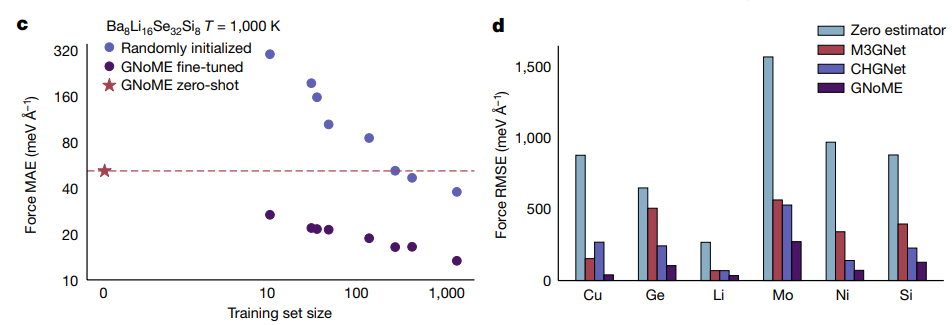 c
Ba₈Li₁₆Se₃₂Si₈ T = 1,000 K
Randomly initialized
GNoME fine-tuned
GNoME zero-shot
Force MAE (meV Å⁻¹)
320
160
80
40
20
10
0
10
100
1,000
Training set size
d
Zero estimator
M3GNet
CHGNet
GNoME
Force RMSE (meV Å⁻¹)
1,500
1,000
500
0
Cu
Ge
Li
Mo
Ni
Si